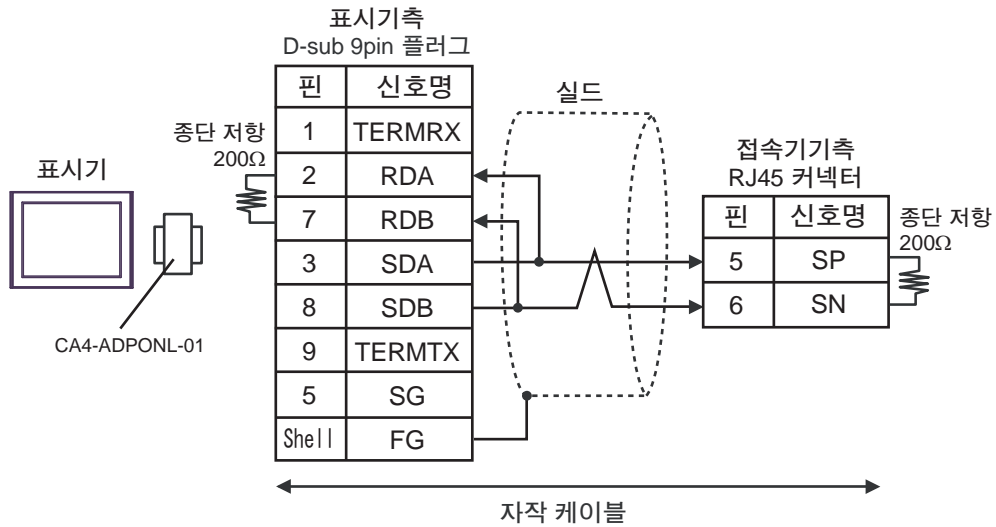 표시기측
D-sub 9pin 플러그
핀 신호명
1 TERMRX
2 RDA
7 RDB
3 SDA
8 SDB
9 TERMTX
5 SG
Shell FG
종단 저항
200Ω
표시기
CA4-ADPONL-01
실드
접속기기측
RJ45 커넥터
핀 신호명
5 SP
6 SN
종단 저항
200Ω
자작 케이블